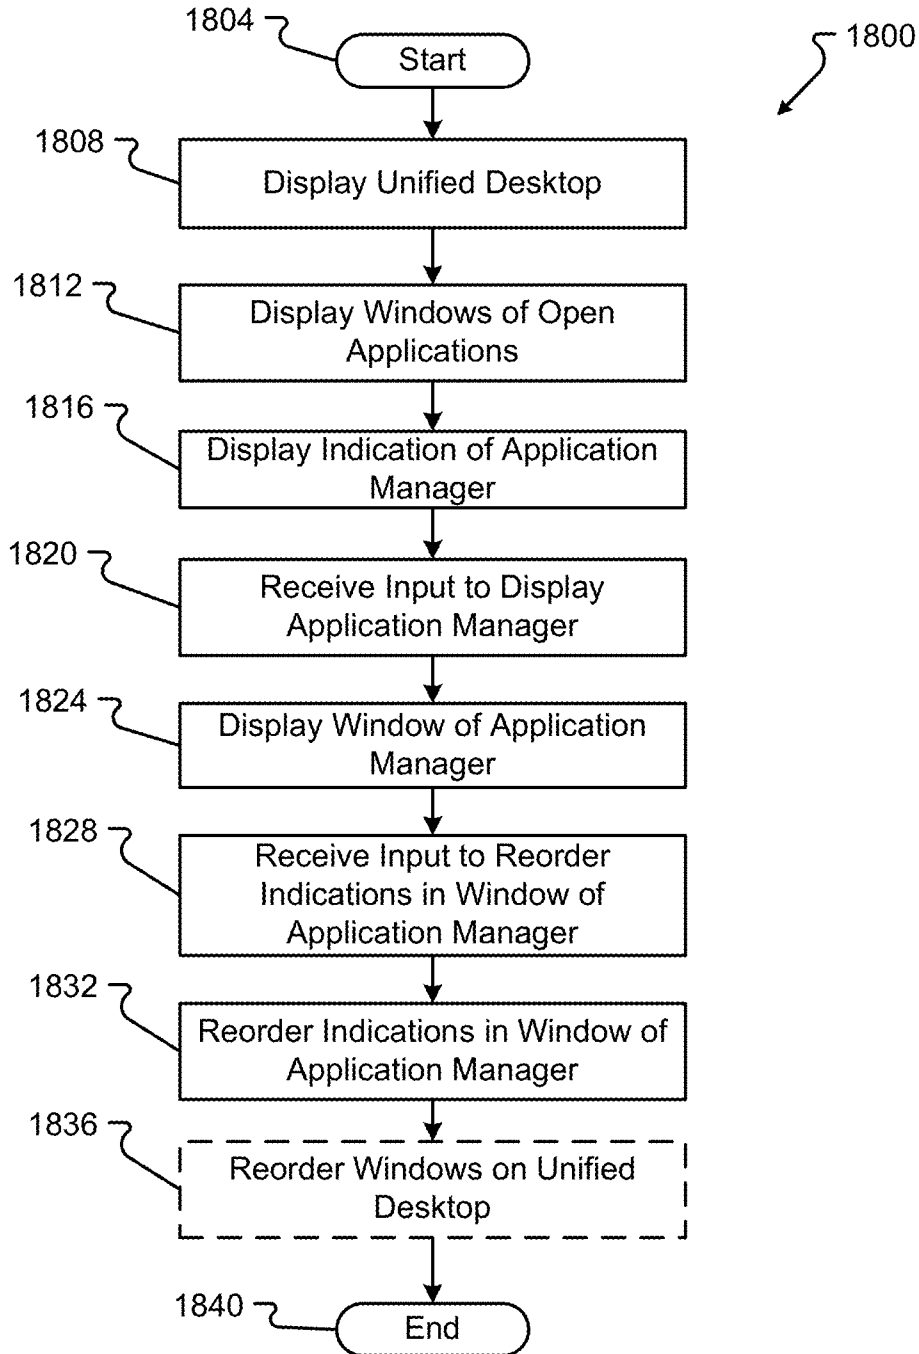 1804
Start
1800
1808
Display Unified Desktop
1812
Display Windows of Open
Applications
1816
Display Indication of Application
Manager
1820
Receive Input to Display
Application Manager
1824
Display Window of Application
Manager
1828
Receive Input to Reorder
Indications in Window of
Application Manager
1832
Reorder Indications in Window of
Application Manager
1836
Reorder Windows on Unified
Desktop
1840
End